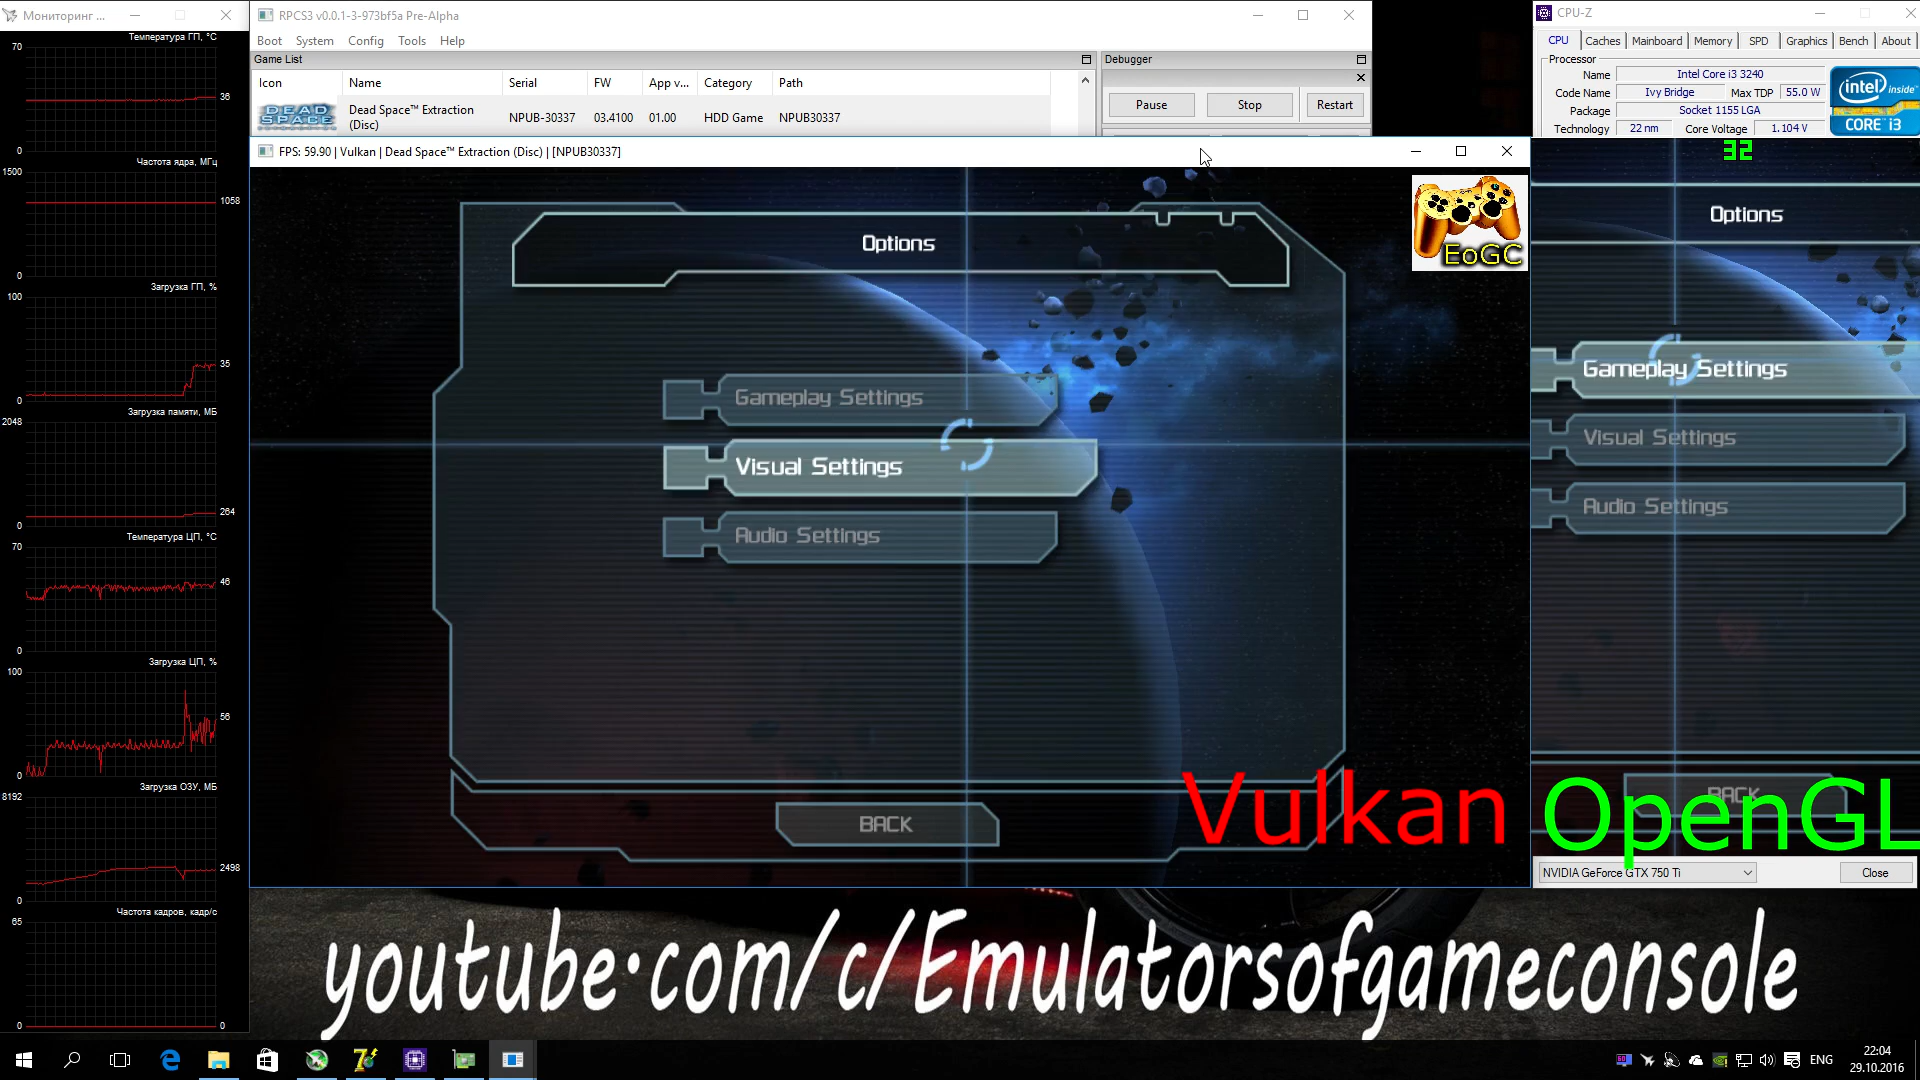 Мониторинг ...
Температура ГП, °C
70
36
0
Частота ядра, МГц
1500
1058
0
Загрузка ГП, %
100
35
0
Загрузка памяти, МБ
2048
264
0
Температура ЦП, °C
70
46
0
Загрузка ЦП, %
100
56
0
Загрузка ОЗУ, МБ
8192
2498
0
Частота кадров, кадр/с
65
0
0
RPCS3 v0.0.1-3-973bf5a Pre-Alpha
Boot System Config Tools Help
Game List
Icon Name Serial FW App v... Category Path
DEAD SPACE
Dead Space™ Extraction (Disc)
NPUB-30337 03.4100 01.00 HDD Game NPUB30337
Debugger
Pause Stop Restart
CPU-Z
CPU Caches Mainboard Memory SPD Graphics Bench About
Processor
Name Intel Core i3 3240
Code Name Ivy Bridge Max TDP 55.0 W
Package Socket 1155 LGA
Technology 22 nm Core Voltage 1.104 V
intel inside™
CORE i3
FPS: 59.90 | Vulkan | Dead Space™ Extraction (Disc) | [NPUB30337]
EoGC
Options
Gameplay Settings
Visual Settings
Audio Settings
BACK
Vulkan
32
Options
Gameplay Settings
Visual Settings
Audio Settings
BACK
OpenGL
NVIDIA GeForce GTX 750 Ti
Close
youtube.com/c/Emulatorsofgameconsole
ENG
22:04
29.10.2016